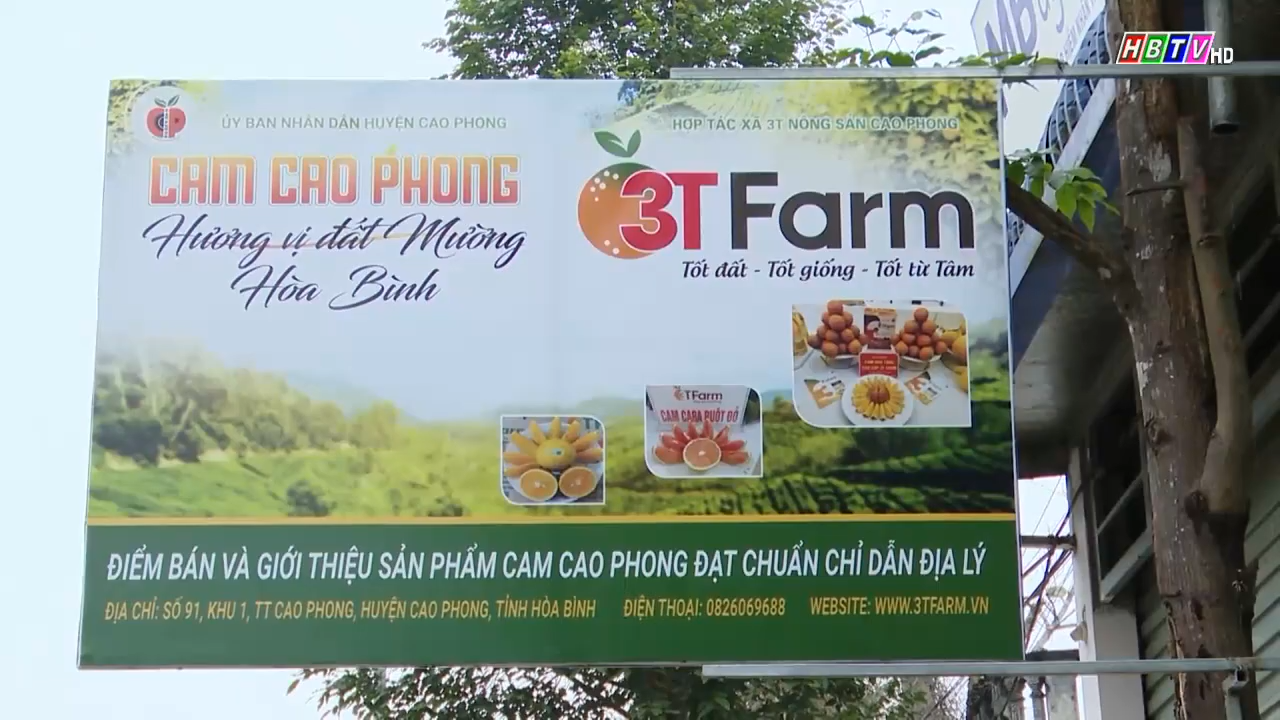 HBTV HD
MB
ỦY BAN NHÂN DÂN HUYỆN CAO PHONG
CAM CAO PHONG
Hương vị đất Mường
Hòa Bình
HỢP TÁC XÃ 3T NÔNG SẢN CAO PHONG
3T Farm
Tốt đất - Tốt giống - Tốt từ Tâm
3T Farm
CAM CARA RUỘT ĐỎ
ĐIỂM BÁN VÀ GIỚI THIỆU SẢN PHẨM CAM CAO PHONG ĐẠT CHUẨN CHỈ DẪN ĐỊA LÝ
ĐỊA CHỈ: SỐ 91, KHU 1, TT CAO PHONG, HUYỆN CAO PHONG, TỈNH HÒA BÌNH ĐIỆN THOẠI: 0826069688 WEBSITE: WWW.3TFARM.VN